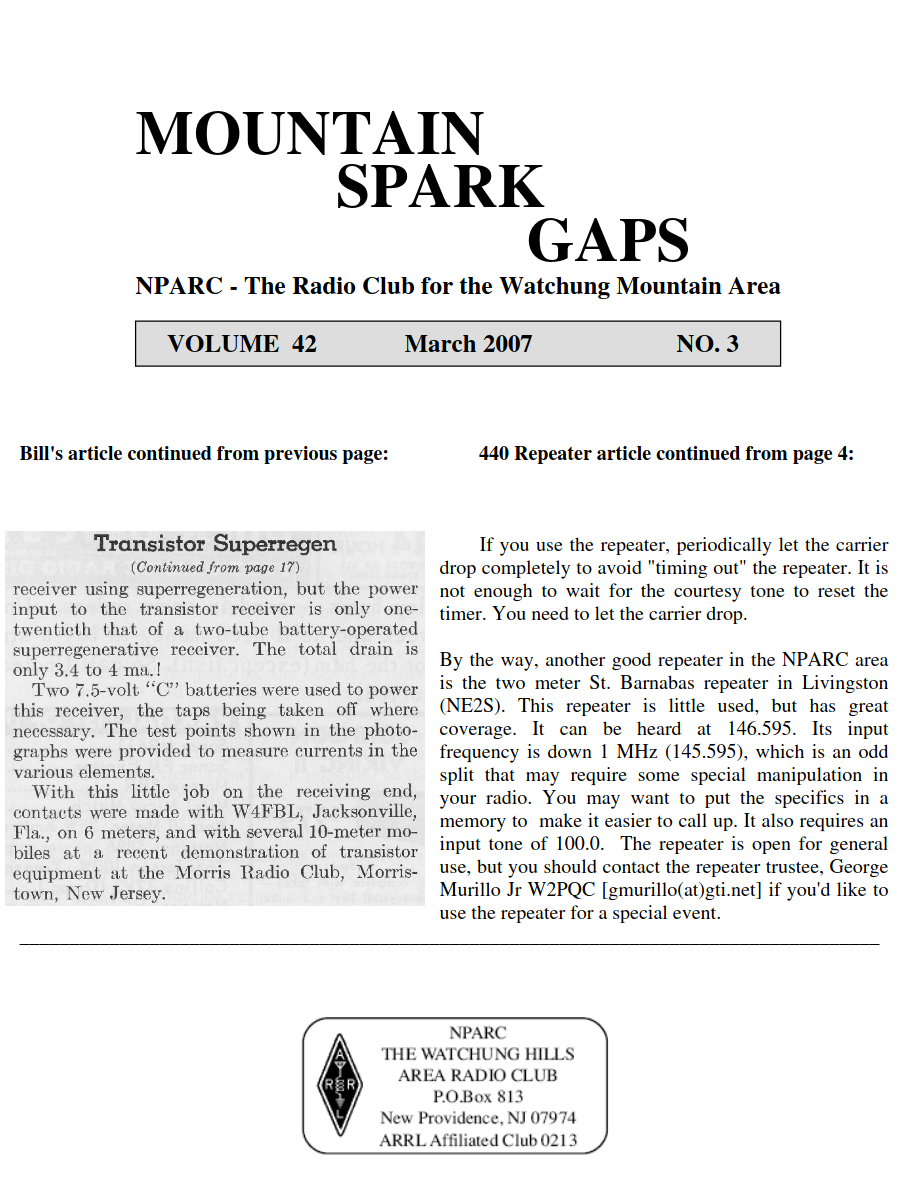 MOUNTAIN
SPARK
GAPS
NPARC - The Radio Club for the Watchung Mountain Area
VOLUME 42 March 2007 NO. 3
Bill's article continued from previous page:
Transistor Superregen
(Continued from page 17)
receiver using superregeneration, but the power
input to the transistor receiver is only one-
twentieth that of a two-tube battery-operated
superregenerative receiver. The total drain is
only 3.4 to 4 ma.!
Two 7.5-volt "C" batteries were used to power
this receiver, the taps being taken off where
necessary. The test points shown in the photo-
graphs were provided to measure currents in the
various elements.
With this little job on the receiving end,
contacts were made with W4FBL, Jacksonville,
Fla., on 6 meters, and with several 10-meter mo-
biles at a recent demonstration of transistor
equipment at the Morris Radio Club, Morris-
town, New Jersey.
440 Repeater article continued from page 4:
If you use the repeater, periodically let the carrier
drop completely to avoid "timing out" the repeater. It is
not enough to wait for the courtesy tone to reset the
timer. You need to let the carrier drop.
By the way, another good repeater in the NPARC area
is the two meter St. Barnabas repeater in Livingston
(NE2S). This repeater is little used, but has great
coverage. It can be heard at 146.595. Its input
frequency is down 1 MHz (145.595), which is an odd
split that may require some special manipulation in
your radio. You may want to put the specifics in a
memory to make it easier to call up. It also requires an
input tone of 100.0. The repeater is open for general
use, but you should contact the repeater trustee, George
Murillo Jr W2PQC [gmurillo(at)gti.net] if you'd like to
use the repeater for a special event.
A
R R
L
NPARC
THE WATCHUNG HILLS
AREA RADIO CLUB
P.O.Box 813
New Providence, NJ 07974
ARRL Affiliated Club 0213